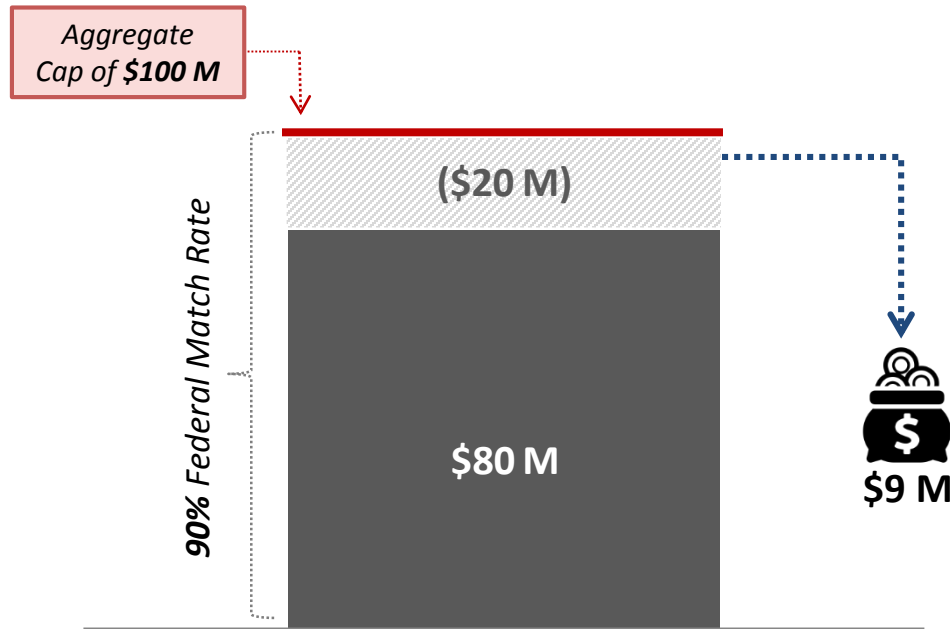 Aggregate
Cap of $100 M
($20 M)
90% Federal Match Rate
$80 M
$
$9 M